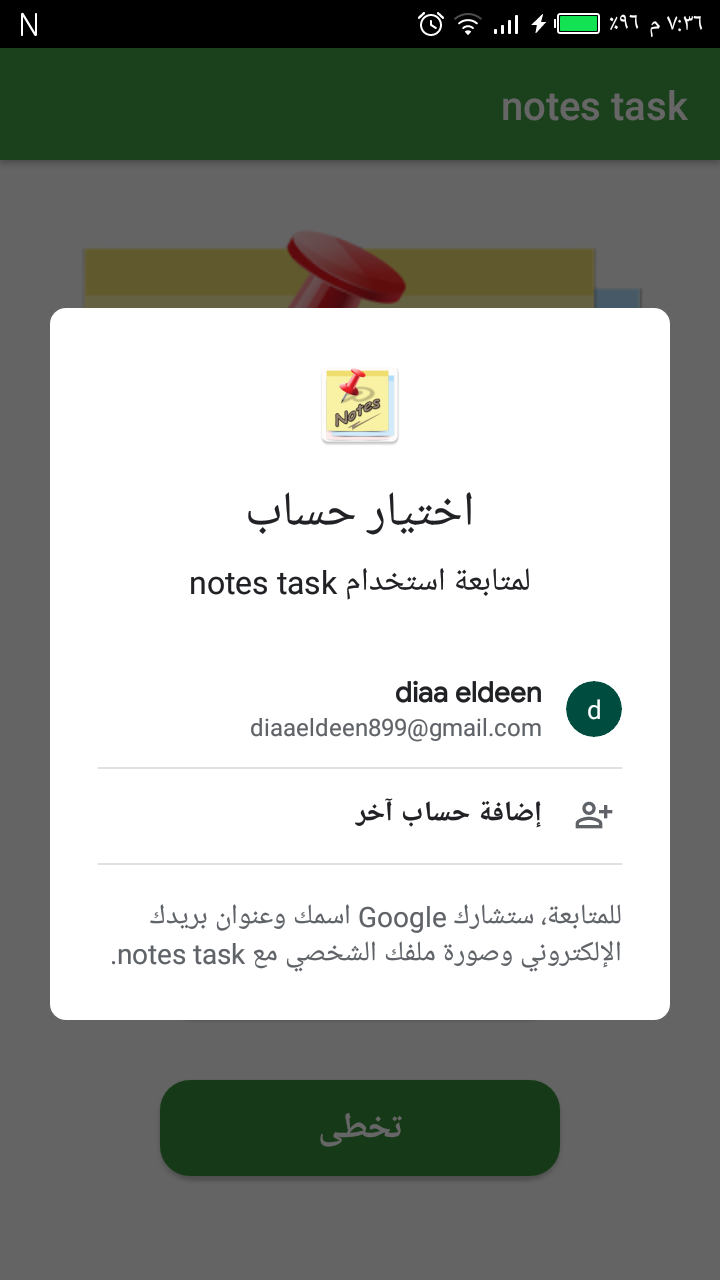 N
٪٩٦ ٧:٣٦ م
notes task
Notes
اختيار حساب
لمتابعة استخدام notes task
diaa eldeen
d
diaaeldeen899@gmail.com
إضافة حساب آخر
للمتابعة، ستشارك Google اسمك وعنوان بريدك
الإلكتروني وصورة ملفك الشخصي مع notes task.
تخطى